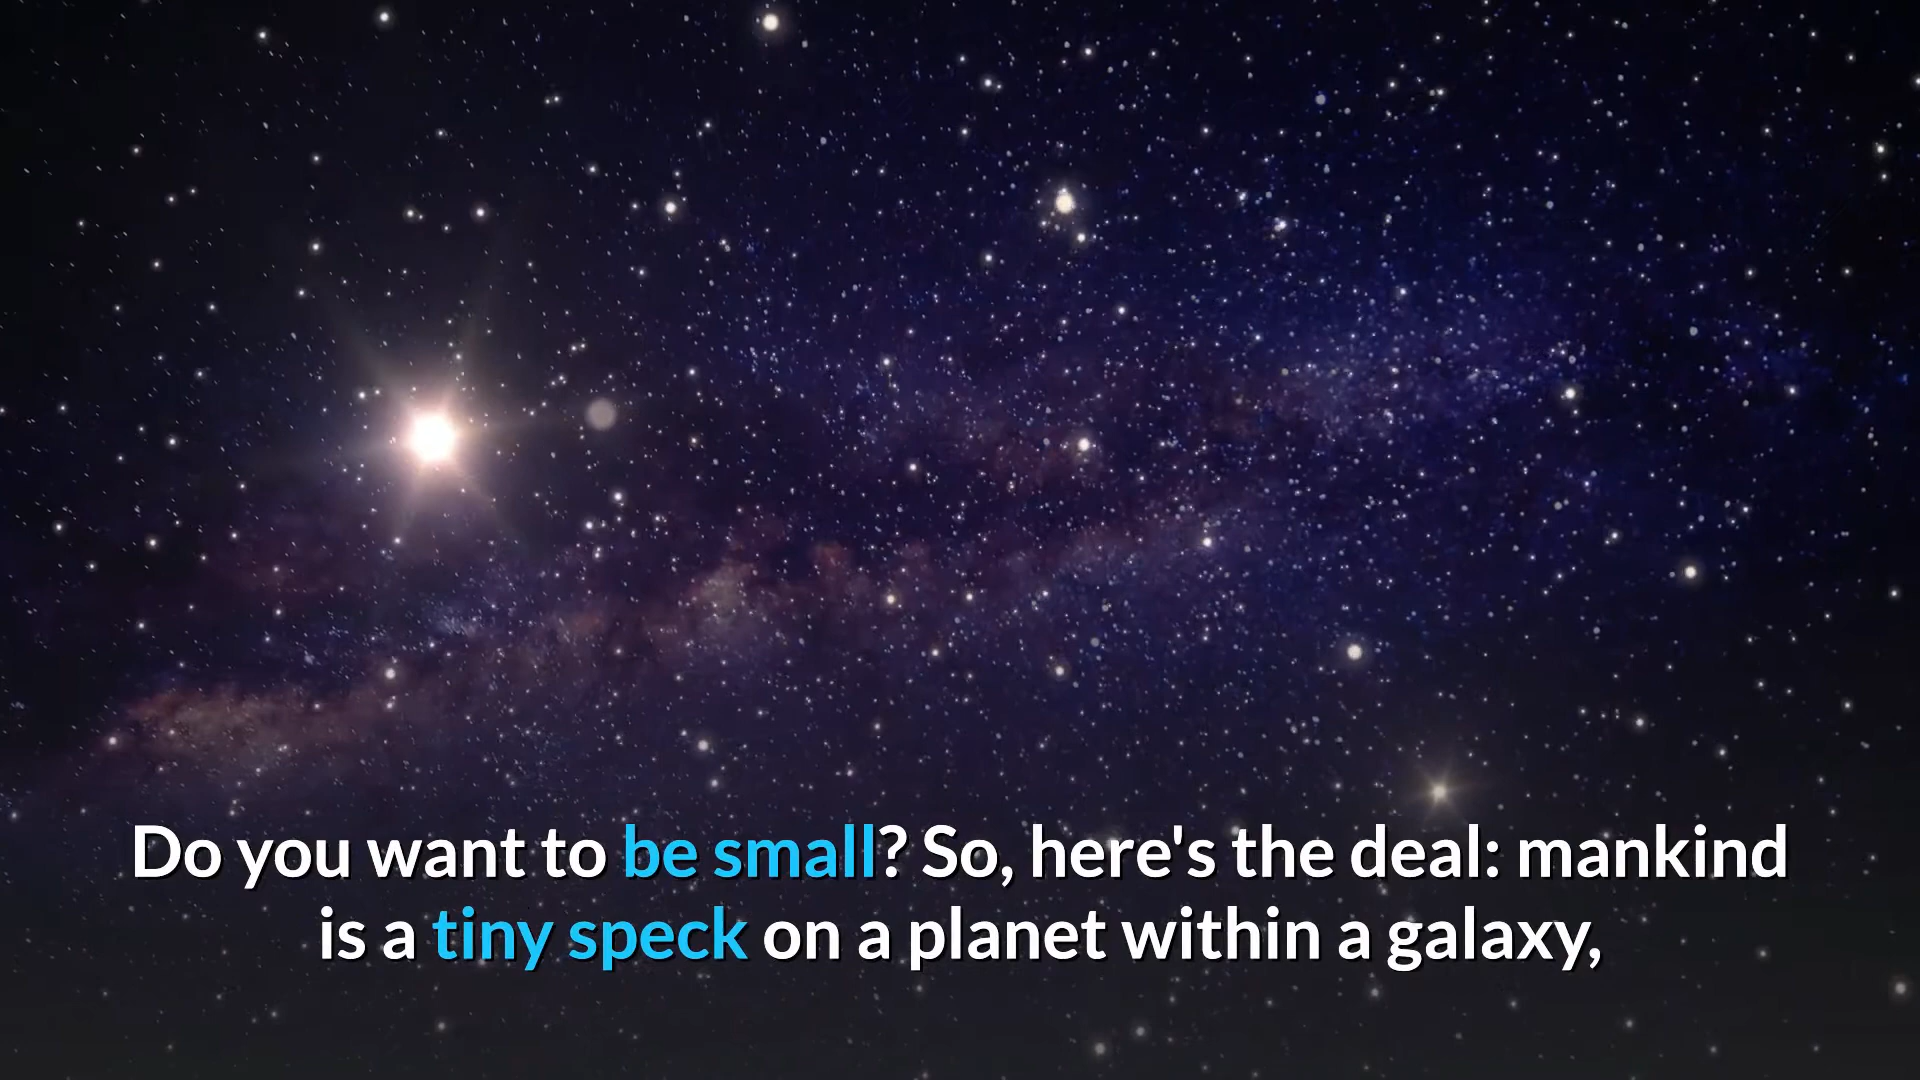 Do you want to be small? So, here's the deal: mankind
is a tiny speck on a planet within a galaxy,